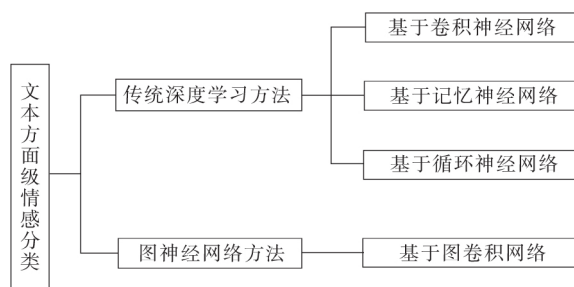 文本方面级情感分类
传统深度学习方法
基于卷积神经网络
基于记忆神经网络
基于循环神经网络
图神经网络方法
基于图卷积网络